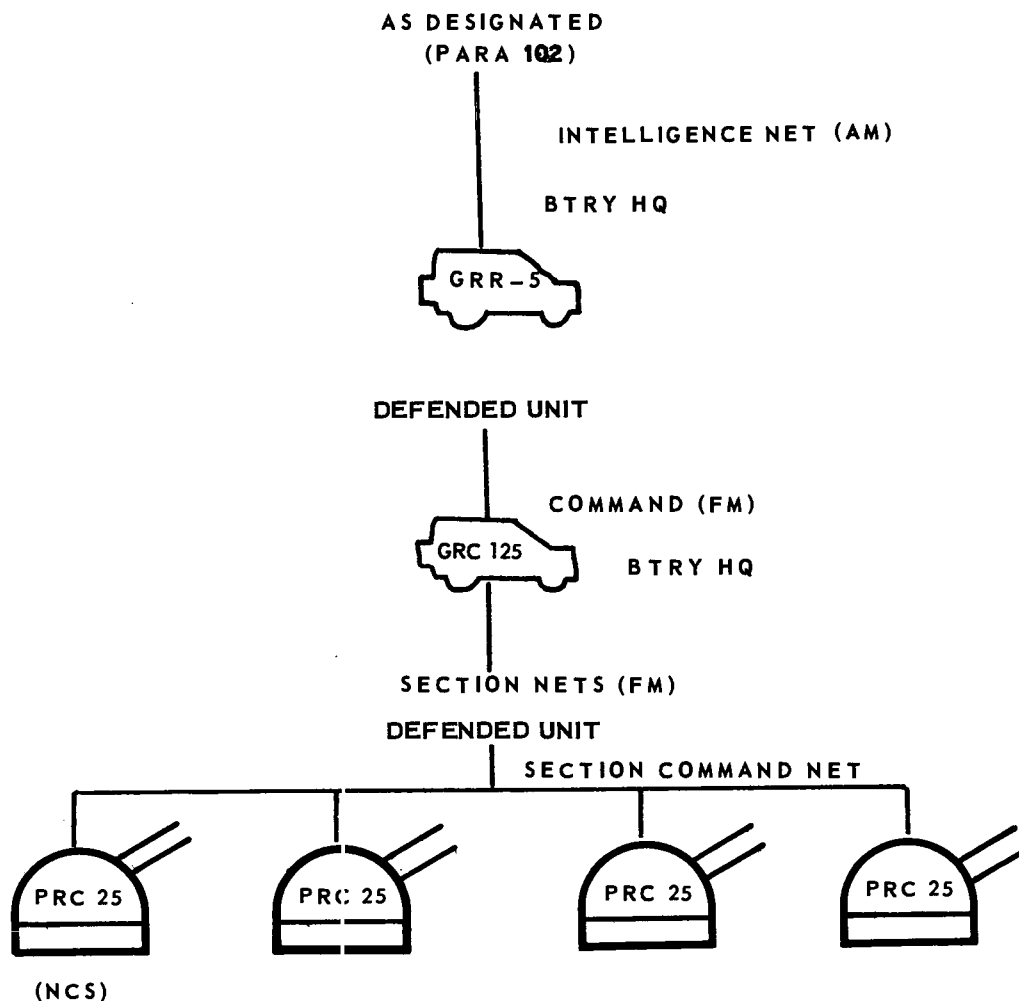 AS DESIGNATED
(PARA 102)
INTELLIGENCE NET (AM)
BTRY HQ
GRR-5
DEFENDED UNIT
COMMAND (FM)
GRC 125
BTRY HQ
SECTION NETS (FM)
DEFENDED UNIT
SECTION COMMAND NET
PRC 25 PRC 25 PRC 25 PRC 25
(NCS)